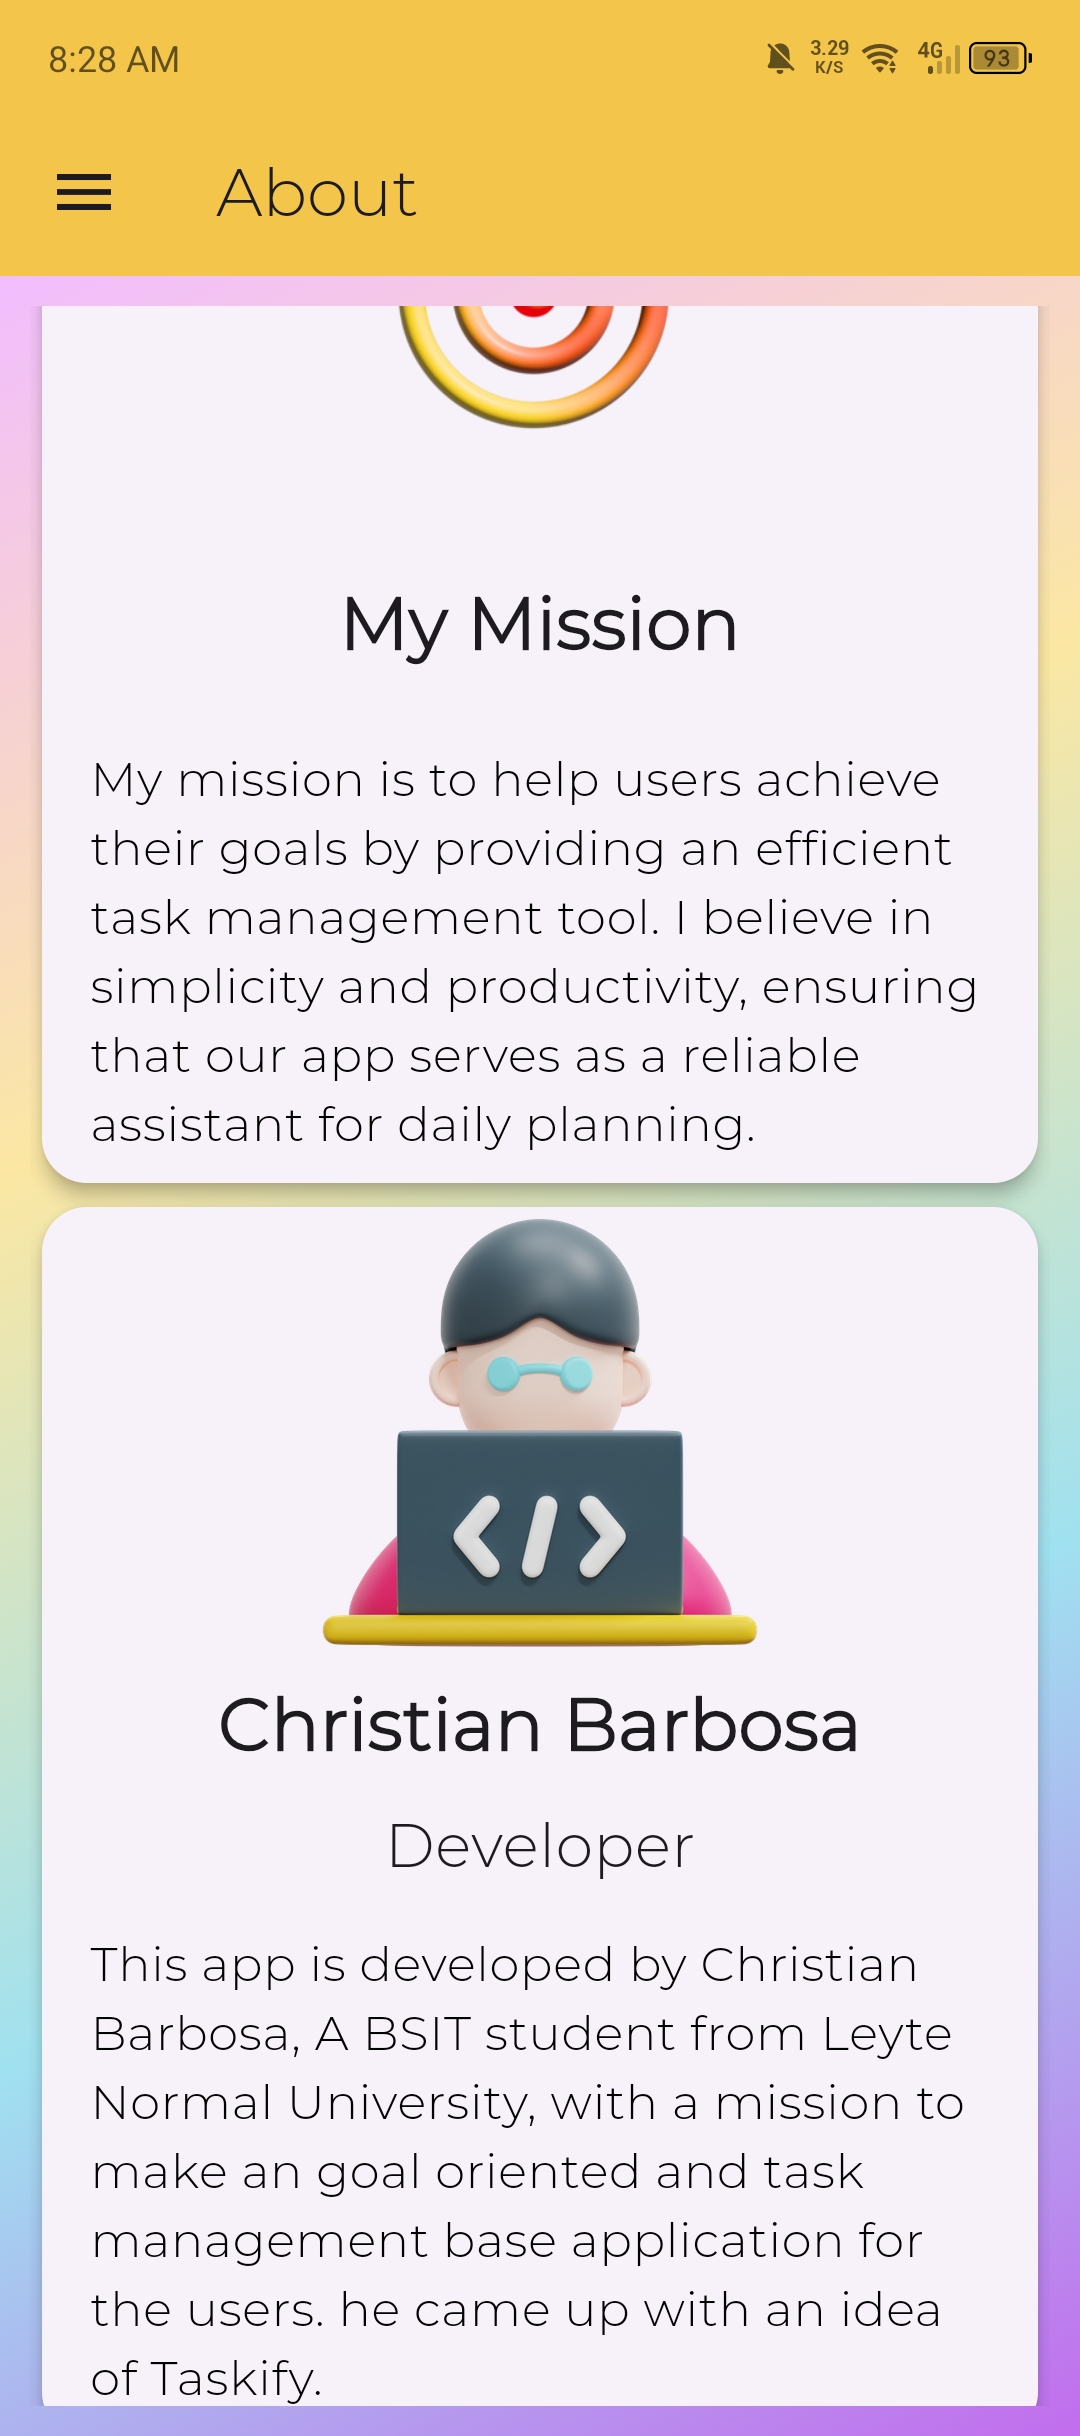 8:28 AM
3.29
K/S
4G
93
About
My Mission
My mission is to help users achieve
their goals by providing an efficient
task management tool. I believe in
simplicity and productivity, ensuring
that our app serves as a reliable
assistant for daily planning.
</>
Christian Barbosa
Developer
This app is developed by Christian
Barbosa, A BSIT student from Leyte
Normal University, with a mission to
make an goal oriented and task
management base application for
the users. he came up with an idea
of Taskify.